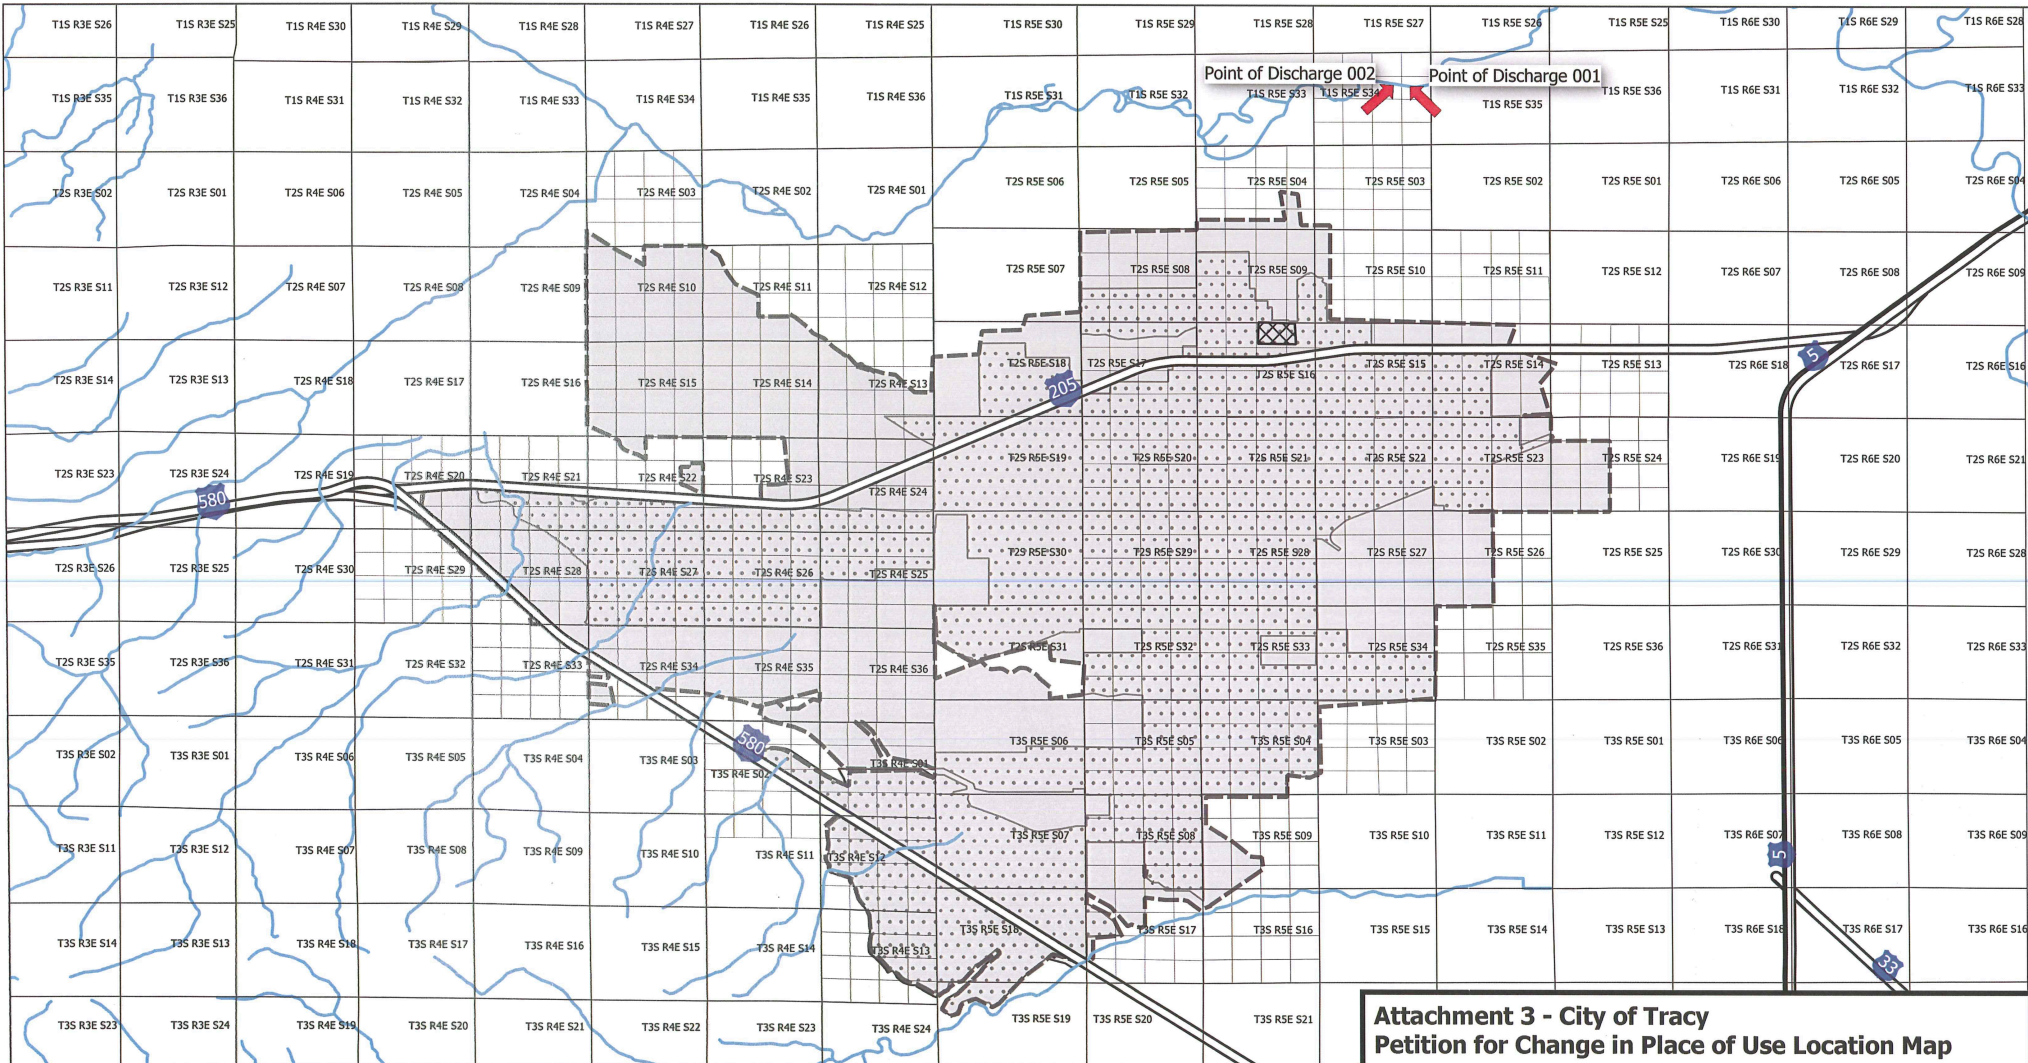 T1S R3E S26 T1S R3E S25 T1S R4E S30 T1S R4E S29 T1S R4E S28 T1S R4E S27 T1S R4E S26 T1S R4E S25 T1S R5E S30 T1S R5E S29 T1S R5E S28 T1S R5E S27 T1S R5E S26 T1S R5E S25 T1S R6E S30 T1S R6E S29 T1S R6E S28
Point of Discharge 002 Point of Discharge 001
T1S R3E S35 T1S R3E S36 T1S R4E S31 T1S R4E S32 T1S R4E S33 T1S R4E S34 T1S R4E S35 T1S R4E S36 T1S R5E S31 T1S R5E S32 T1S R5E S33 T1S R5E S34 T1S R5E S35 T1S R5E S36 T1S R6E S31 T1S R6E S32 T1S R6E S33
T2S R3E S02 T2S R3E S01 T2S R4E S06 T2S R4E S05 T2S R4E S04 T2S R4E S03 T2S R4E S02 T2S R4E S01 T2S R5E S06 T2S R5E S05 T2S R5E S04 T2S R5E S03 T2S R5E S02 T2S R5E S01 T2S R6E S06 T2S R6E S05 T2S R6E S04
T2S R3E S11 T2S R3E S12 T2S R4E S07 T2S R4E S08 T2S R4E S09 T2S R4E S10 T2S R4E S11 T2S R4E S12 T2S R5E S07 T2S R5E S08 T2S R5E S09 T2S R5E S10 T2S R5E S11 T2S R5E S12 T2S R6E S07 T2S R6E S08 T2S R6E S09
T2S R3E S14 T2S R3E S13 T2S R4E S18 T2S R4E S17 T2S R4E S16 T2S R4E S15 T2S R4E S14 T2S R4E S13 T2S R5E S18 T2S R5E S17 T2S R5E S16 T2S R5E S15 T2S R5E S14 T2S R5E S13 T2S R6E S18 T2S R6E S17 T2S R6E S16
205 5
T2S R3E S23 T2S R3E S24 T2S R4E S19 T2S R4E S20 T2S R4E S21 T2S R4E S22 T2S R4E S23 T2S R4E S24 T2S R5E S19 T2S R5E S20 T2S R5E S21 T2S R5E S22 T2S R5E S23 T2S R5E S24 T2S R6E S19 T2S R6E S20 T2S R6E S21
580
T2S R3E S26 T2S R3E S25 T2S R4E S30 T2S R4E S29 T2S R4E S28 T2S R4E S27 T2S R4E S26 T2S R4E S25 T2S R5E S30 T2S R5E S29 T2S R5E S28 T2S R5E S27 T2S R5E S26 T2S R5E S25 T2S R6E S30 T2S R6E S29 T2S R6E S28
T2S R3E S35 T2S R3E S36 T2S R4E S31 T2S R4E S32 T2S R4E S33 T2S R4E S34 T2S R4E S35 T2S R4E S36 T2S R5E S31 T2S R5E S32 T2S R5E S33 T2S R5E S34 T2S R5E S35 T2S R5E S36 T2S R6E S31 T2S R6E S32 T2S R6E S33
T3S R3E S02 T3S R3E S01 T3S R4E S06 T3S R4E S05 T3S R4E S04 T3S R4E S03 T3S R4E S02 T3S R4E S01 T3S R5E S06 T3S R5E S05 T3S R5E S04 T3S R5E S03 T3S R5E S02 T3S R5E S01 T3S R6E S06 T3S R6E S05 T3S R6E S04
580
T3S R3E S11 T3S R3E S12 T3S R4E S07 T3S R4E S08 T3S R4E S09 T3S R4E S10 T3S R4E S11 T3S R4E S12 T3S R5E S07 T3S R5E S08 T3S R5E S09 T3S R5E S10 T3S R5E S11 T3S R5E S12 T3S R6E S07 T3S R6E S08 T3S R6E S09
5
T3S R3E S14 T3S R3E S13 T3S R4E S18 T3S R4E S17 T3S R4E S16 T3S R4E S15 T3S R4E S14 T3S R4E S13 T3S R5E S18 T3S R5E S17 T3S R5E S16 T3S R5E S15 T3S R5E S14 T3S R5E S13 T3S R6E S18 T3S R6E S17 T3S R6E S16
33
T3S R3E S23 T3S R3E S24 T3S R4E S19 T3S R4E S20 T3S R4E S21 T3S R4E S22 T3S R4E S23 T3S R4E S24 T3S R5E S19 T3S R5E S20 T3S R5E S21
Attachment 3 - City of Tracy
Petition for Change in Place of Use Location Map